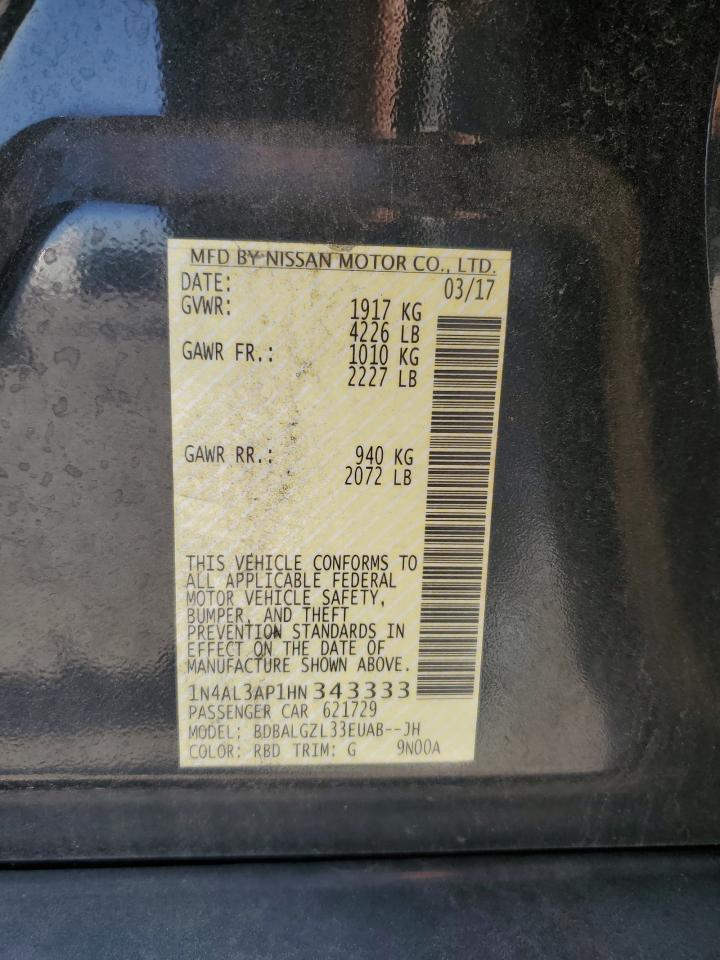 MFD BY NISSAN MOTOR CO., LTD.
DATE: 03/17
GVWR: 1917 KG
4226 LB
GAWR FR.: 1010 KG
2227 LB
GAWR RR.: 940 KG
2072 LB
THIS VEHICLE CONFORMS TO
ALL APPLICABLE FEDERAL
MOTOR VEHICLE SAFETY,
BUMPER, AND THEFT
PREVENTION STANDARDS IN
EFFECT ON THE DATE OF
MANUFACTURE SHOWN ABOVE.
1N4AL3AP1HN343333
PASSENGER CAR 621729
MODEL: BDBALGZL33EUAB--JH
COLOR: RBD TRIM: G 9N00A